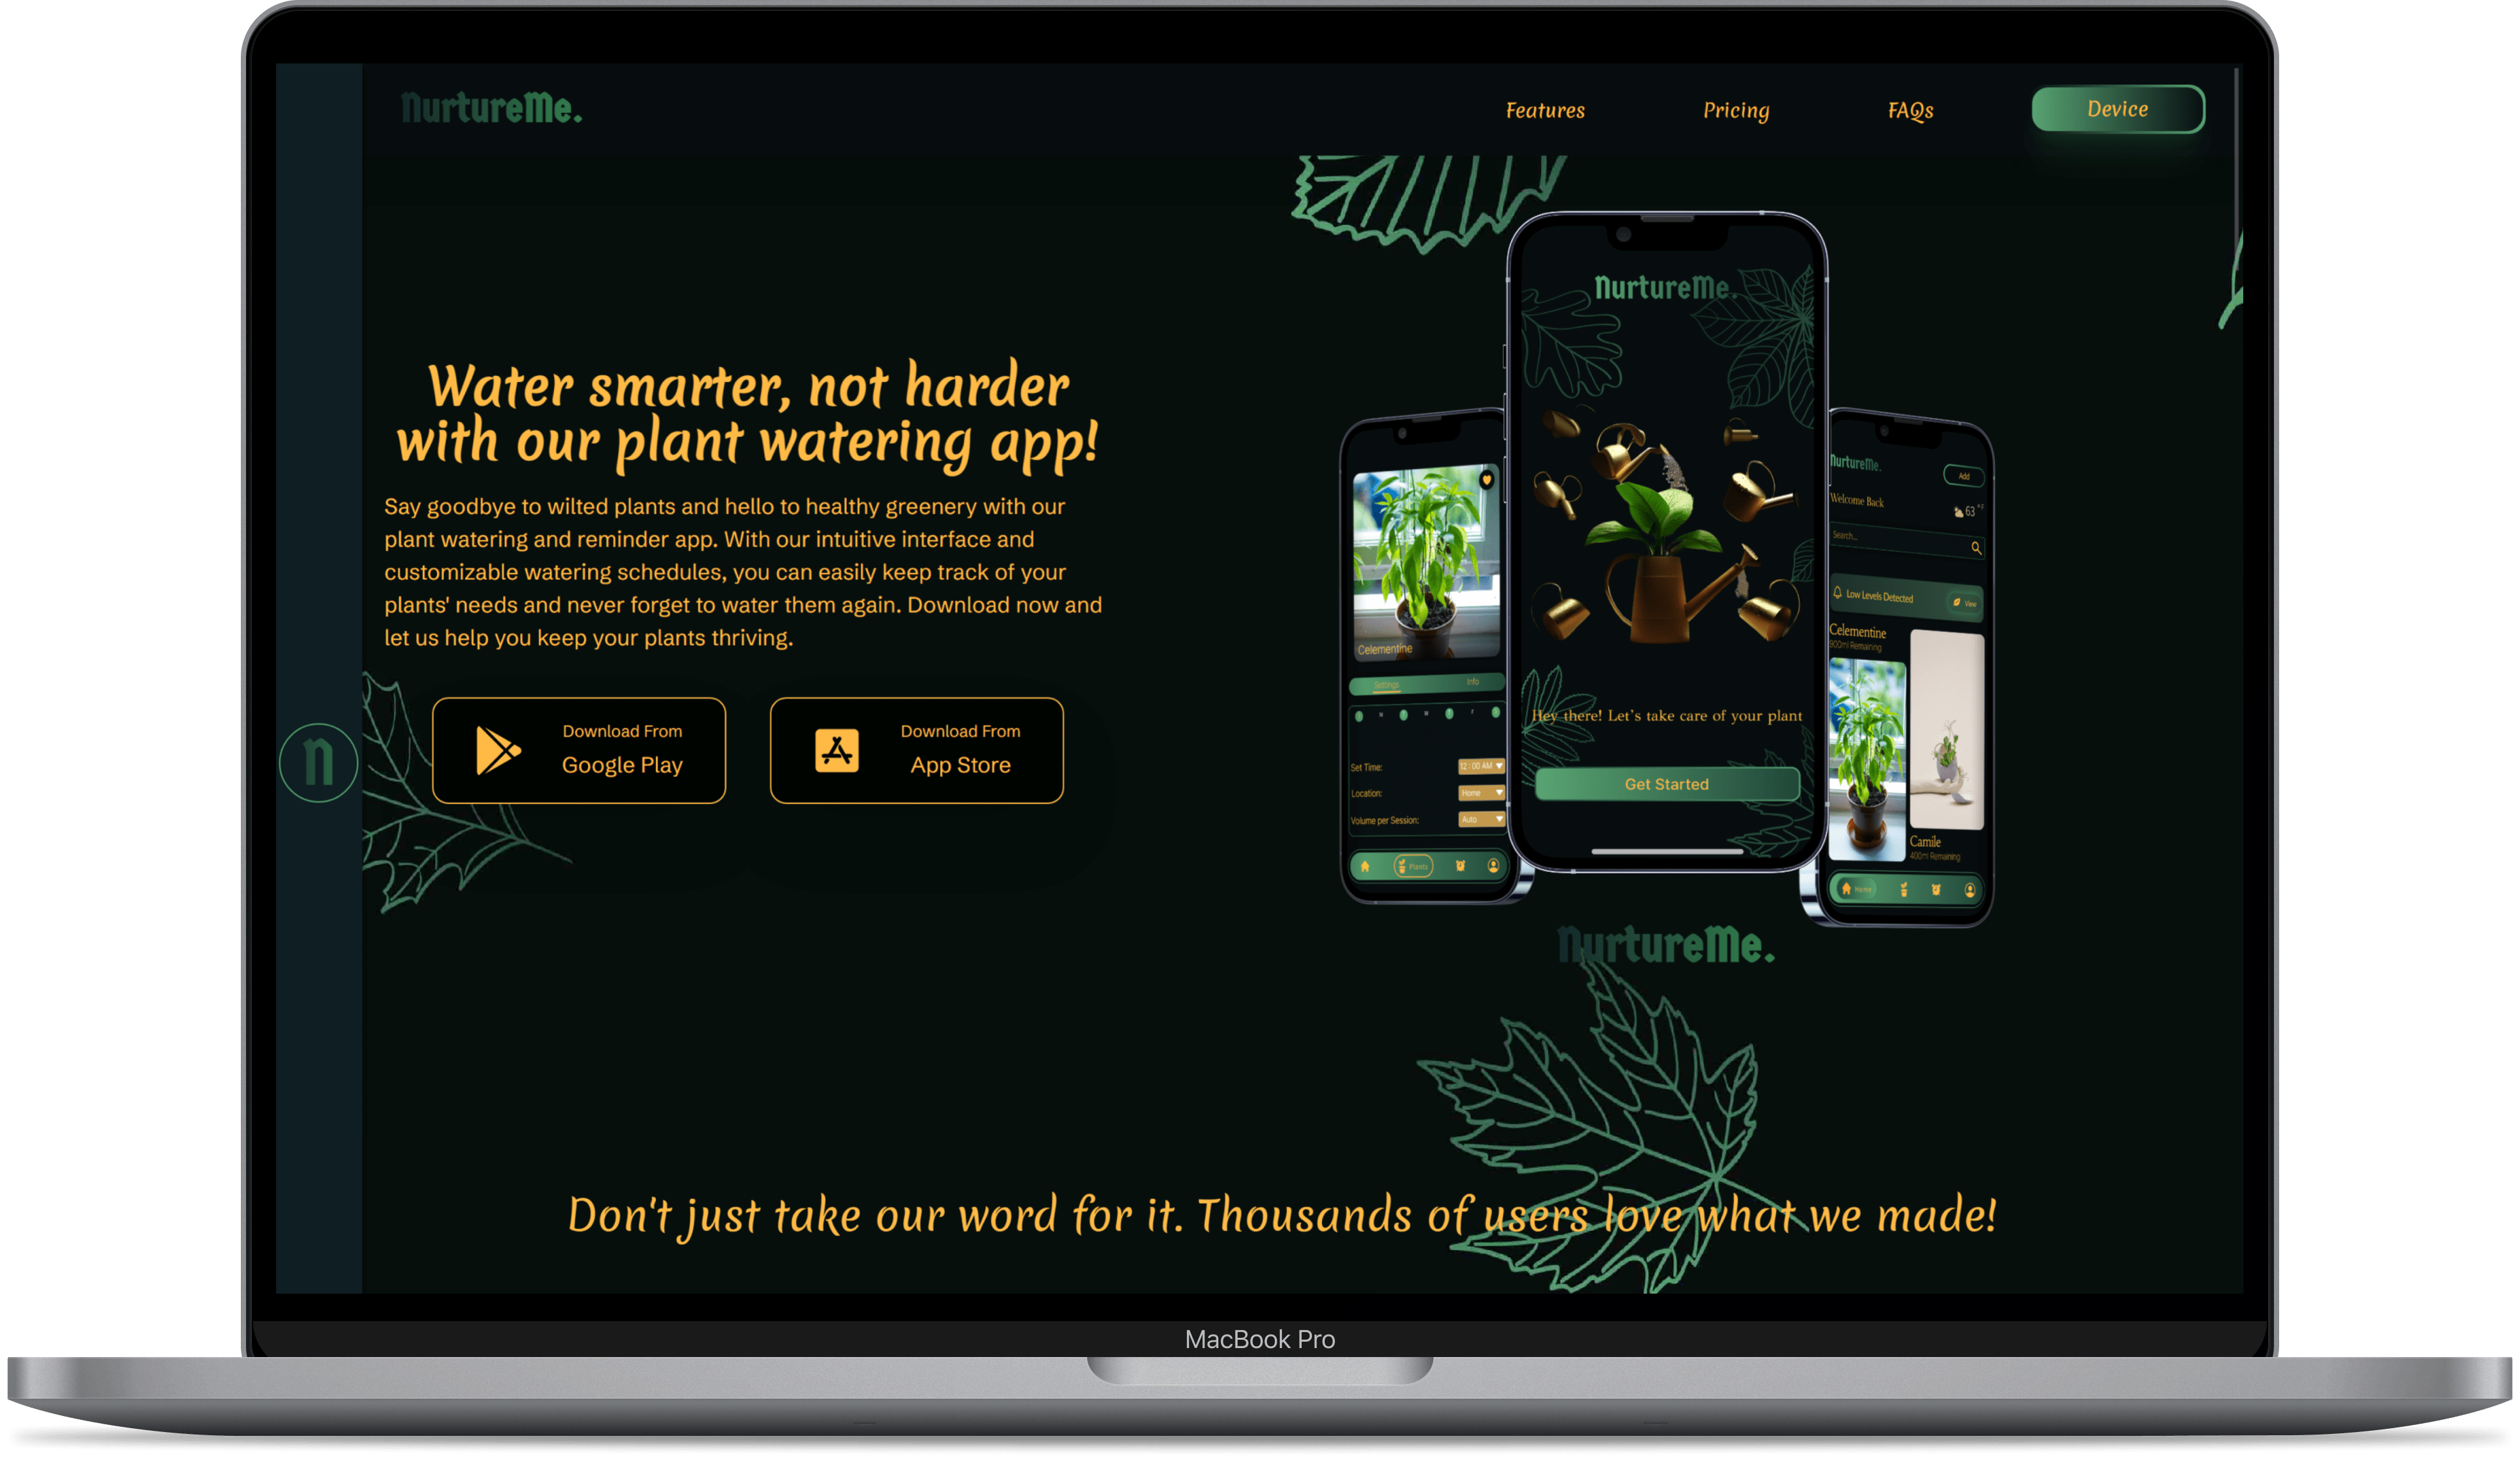 NurtureMe.
Features
Pricing
FAQs
Device
Water smarter, not harder
with our plant watering app!
Say goodbye to wilted plants and hello to healthy greenery with our
plant watering and reminder app. With our intuitive interface and
customizable watering schedules, you can easily keep track of your
plants' needs and never forget to water them again. Download now and
let us help you keep your plants thriving.
n
Download From
Google Play
Download From
App Store
Celementine
Settings
Info
M
W
F
Set Time:
12 : 00 AM
Location:
Home
Volume per Session:
Auto
Plants
NurtureMe.
Hey there! Let's take care of your plant
Get Started
NurtureMe.
Add
Welcome Back
63 °F
Search...
Low Levels Detected
View
Celementine
900ml Remaining
Camile
400ml Remaining
Home
NurtureMe.
Don't just take our word for it. Thousands of users love what we made!
MacBook Pro